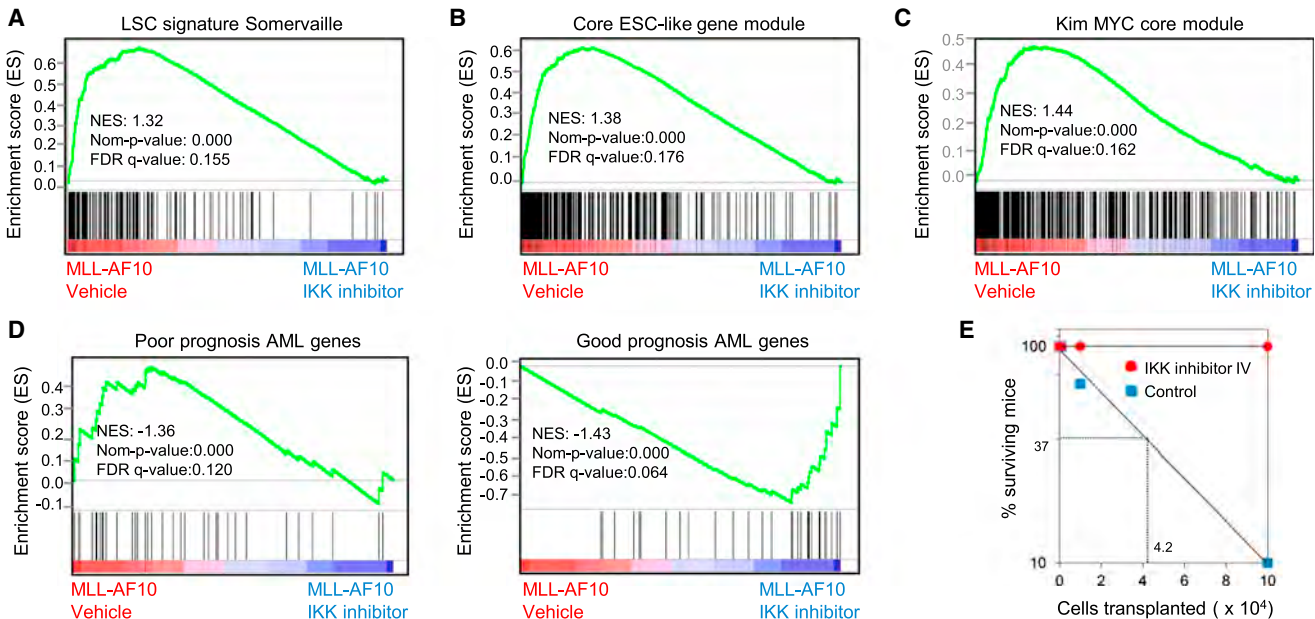 A
LSC signature Somervaille
Enrichment score (ES)
0.6
0.5
0.4
0.3
0.2
0.1
0.0
NES: 1.32
Nom-p-value: 0.000
FDR q-value: 0.155
MLL-AF10
Vehicle
MLL-AF10
IKK inhibitor
B
Core ESC-like gene module
Enrichment score (ES)
0.6
0.5
0.4
0.3
0.2
0.1
0.0
NES: 1.38
Nom-p-value:0.000
FDR q-value:0.176
MLL-AF10
Vehicle
MLL-AF10
IKK inhibitor
C
Kim MYC core module
Enrichment score (ES)
0.5
0.4
0.3
0.2
0.1
0.0
NES: 1.44
Nom-p-value:0.000
FDR q-value:0.162
MLL-AF10
Vehicle
MLL-AF10
IKK inhibitor
D
Poor prognosis AML genes
Enrichment score (ES)
0.4
0.3
0.2
0.1
0.0
-0.1
NES: -1.36
Nom-p-value:0.000
FDR q-value:0.120
MLL-AF10
Vehicle
MLL-AF10
IKK inhibitor
Good prognosis AML genes
Enrichment score (ES)
0.0
-0.1
-0.2
-0.3
-0.4
-0.5
-0.6
-0.7
NES: -1.43
Nom-p-value:0.000
FDR q-value:0.064
MLL-AF10
Vehicle
MLL-AF10
IKK inhibitor
E
% surviving mice
100
37
10
IKK inhibitor IV
Control
4.2
0 2 4 6 8 10
Cells transplanted ( x 10⁴)